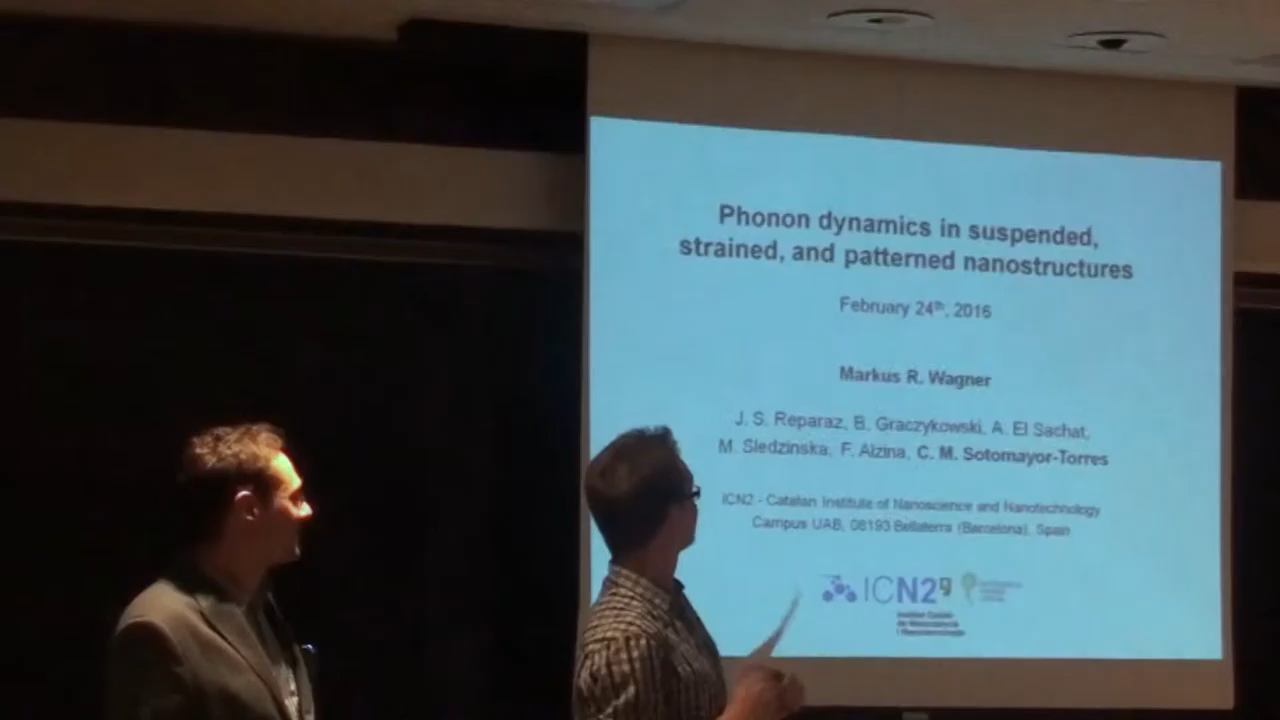 Phonon dynamics in suspended,
strained, and patterned nanostructures
February 24th, 2016
Markus R. Wagner
J. S. Reparaz, B. Graczykowski, A. El Sachat,
M. Sledzinska, F. Alzina, C. M. Sotomayor-Torres
ICN2 - Catalan Institute of Nanoscience and Nanotechnology
Campus UAB, 08193 Bellaterra (Barcelona), Spain
ICN2